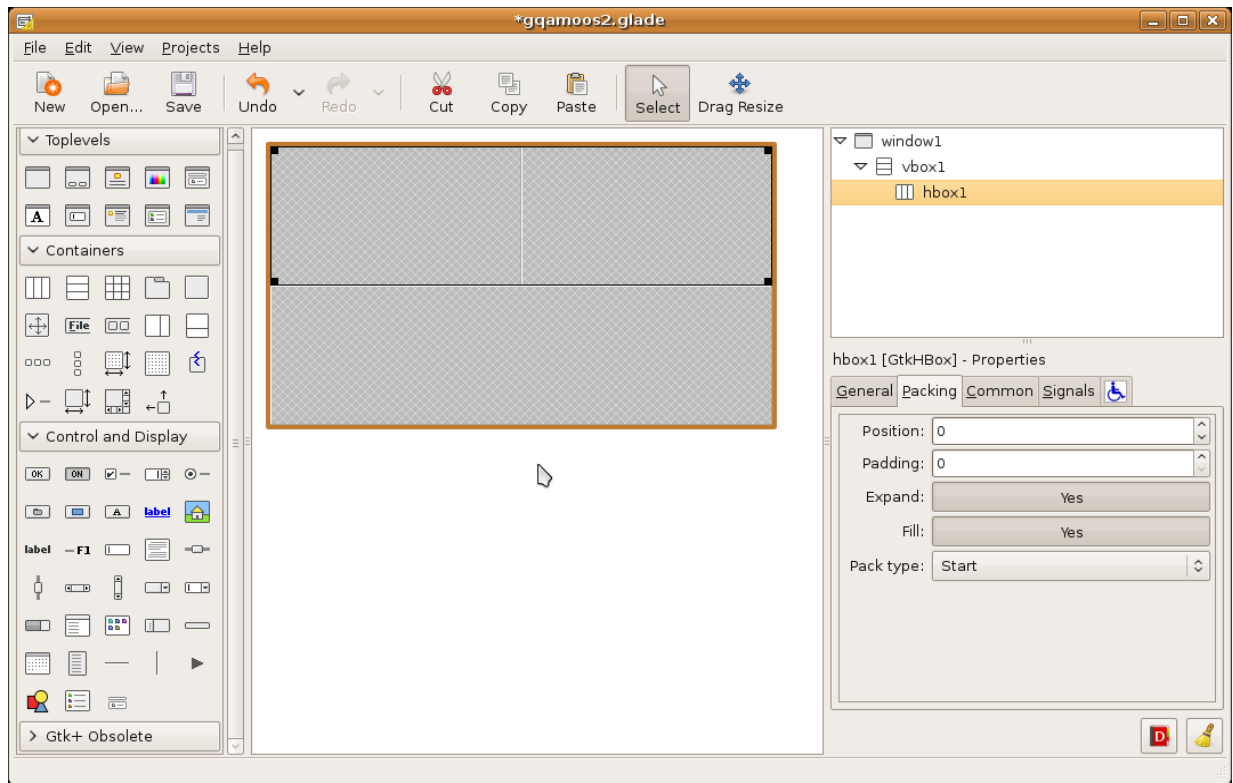 *gqamoos2.glade
File Edit View Projects Help
New Open... Save Undo Redo Cut Copy Paste Select Drag Resize
Toplevels
A
Containers
File
Control and Display
OK ON
A label
label F1
Gtk+ Obsolete
window1
vbox1
hbox1
hbox1 [GtkHBox] - Properties
General Packing Common Signals
Position: 0
Padding: 0
Expand: Yes
Fill: Yes
Pack type: Start
D